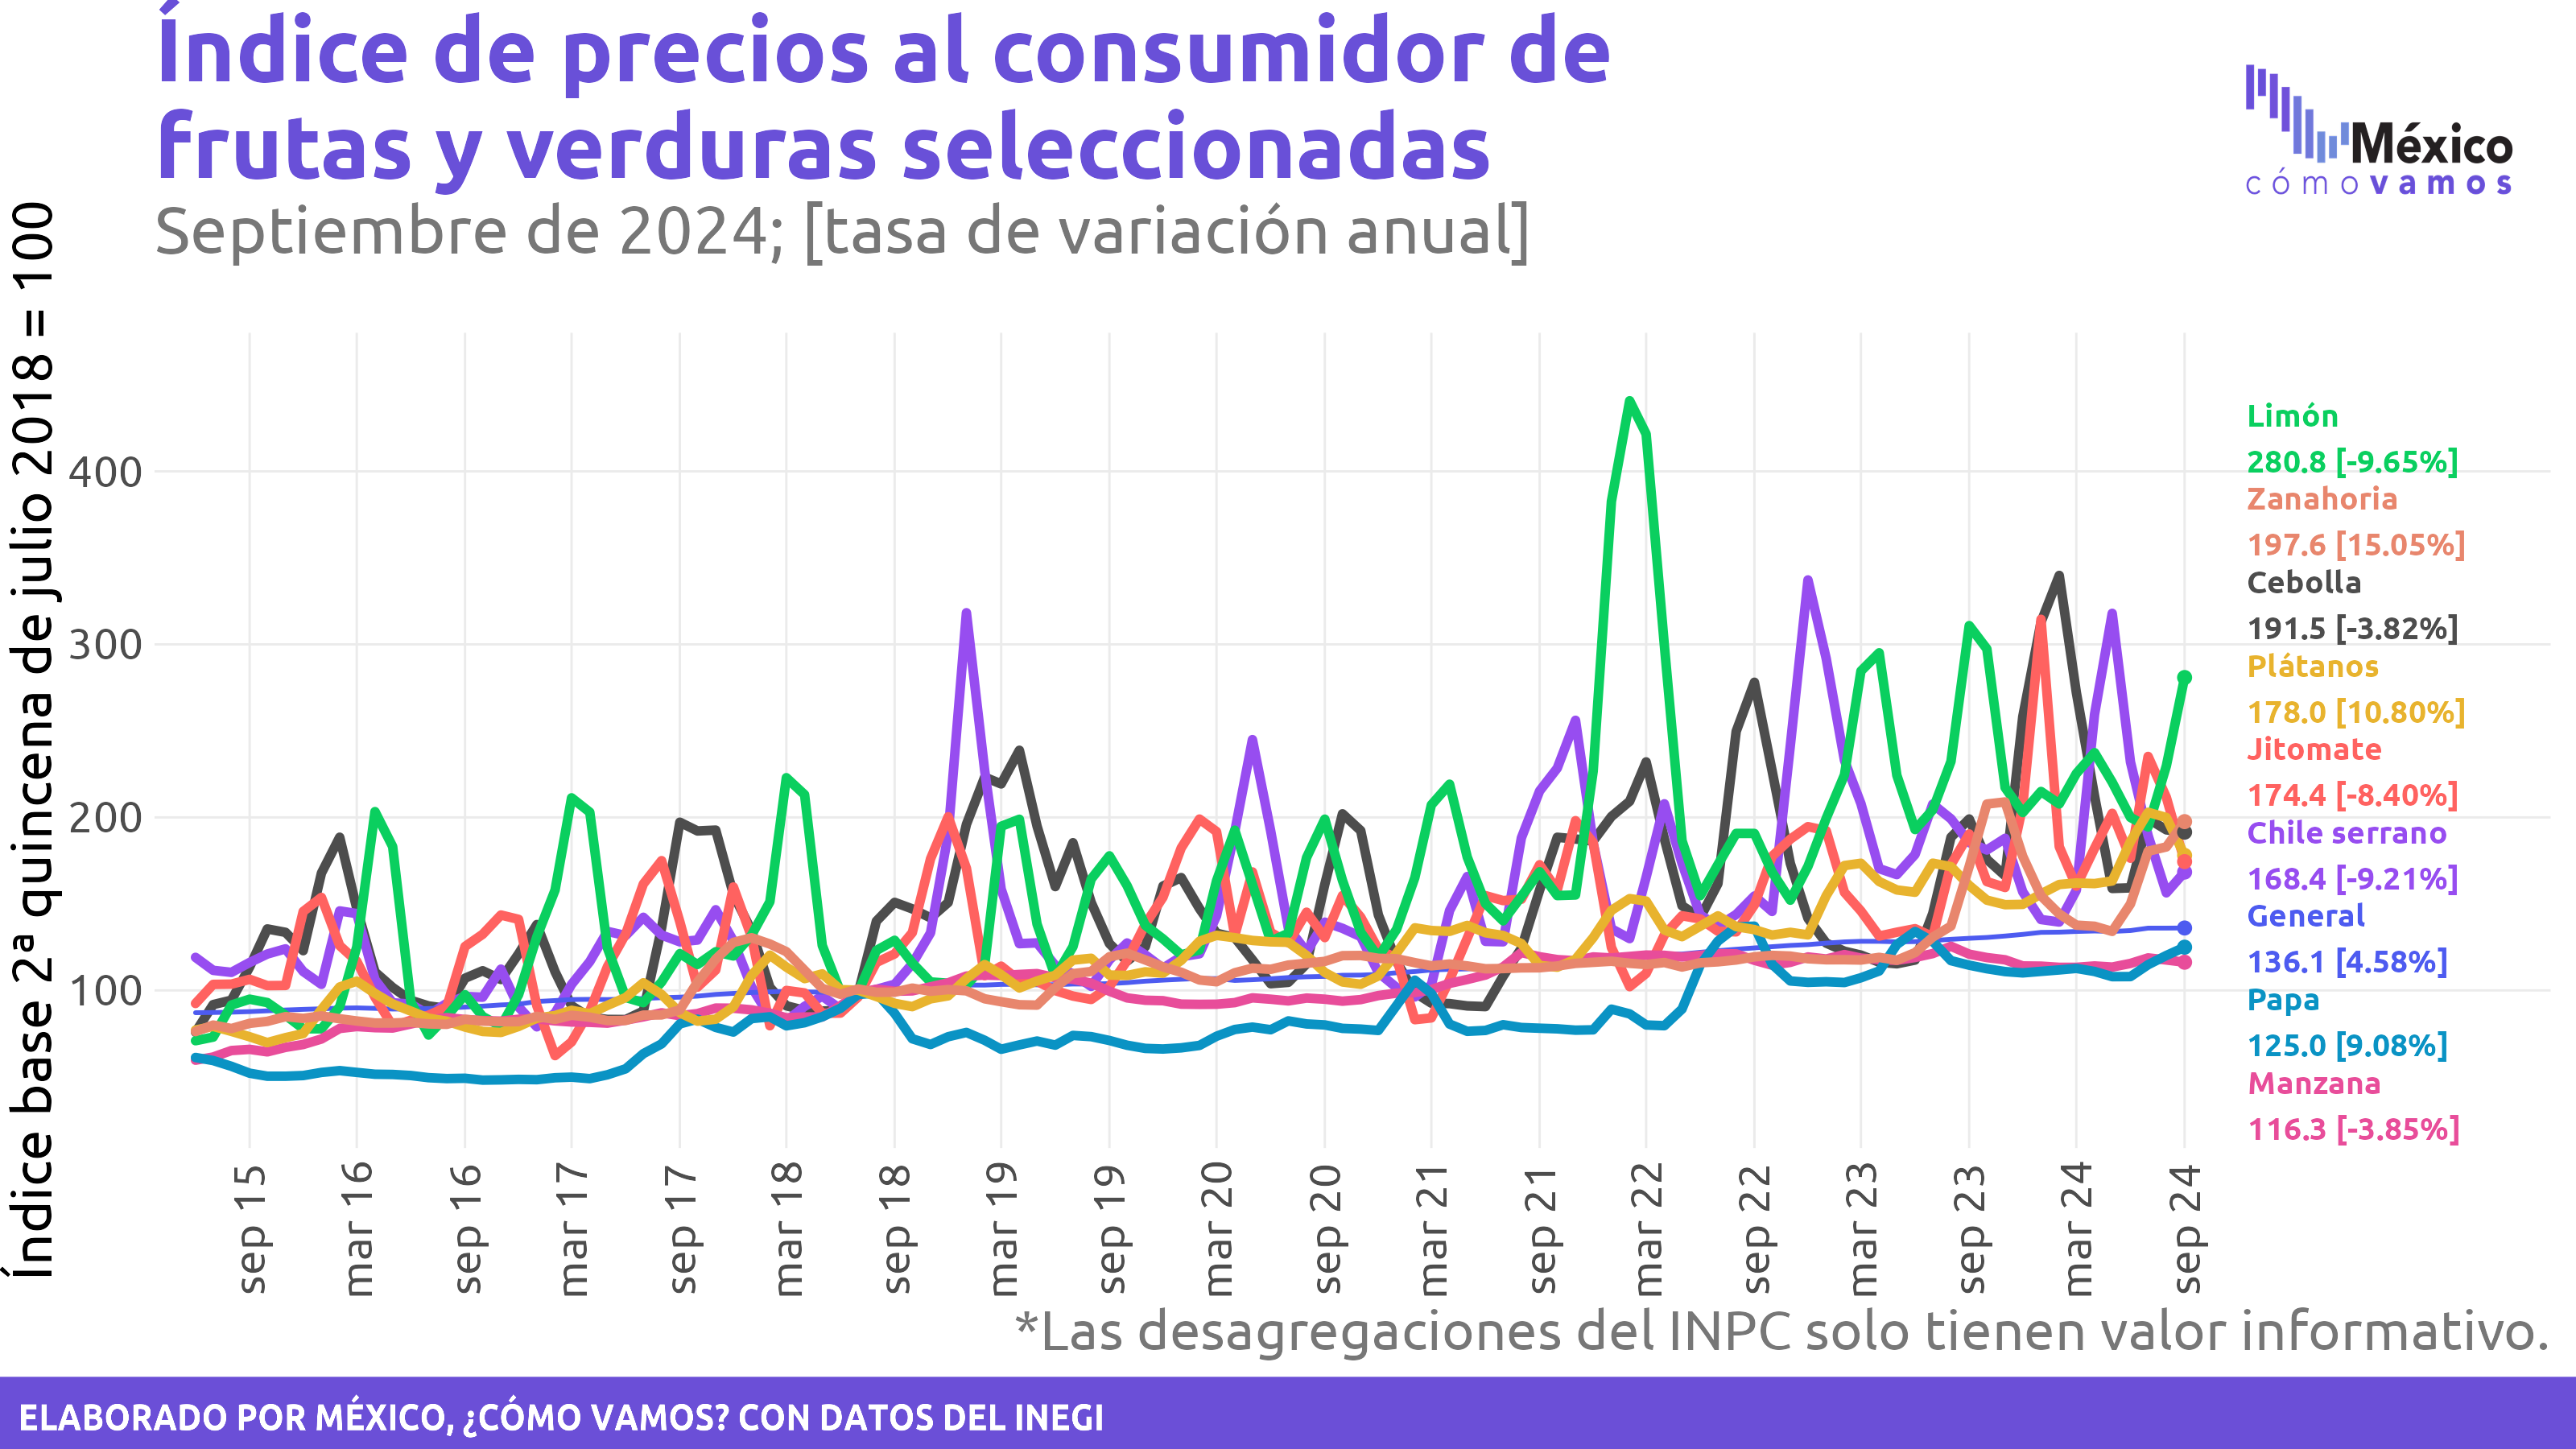 Índice de precios al consumidor de
frutas y verduras seleccionadas
Septiembre de 2024; [tasa de variación anual]
México
cómo vamos
Índice base 2ª quincena de julio 2018 = 100
400
300
200
100
Limón
280.8 [-9.65%]
Zanahoria
197.6 [15.05%]
Cebolla
191.5 [-3.82%]
Plátanos
178.0 [10.80%]
Jitomate
174.4 [-8.40%]
Chile serrano
168.4 [-9.21%]
General
136.1 [4.58%]
Papa
125.0 [9.08%]
Manzana
116.3 [-3.85%]
sep 15
mar 16
sep 16
mar 17
sep 17
mar 18
sep 18
mar 19
sep 19
mar 20
sep 20
mar 21
sep 21
mar 22
sep 22
mar 23
sep 23
mar 24
sep 24
*Las desagregaciones del INPC solo tienen valor informativo.
ELABORADO POR MÉXICO, ¿CÓMO VAMOS? CON DATOS DEL INEGI